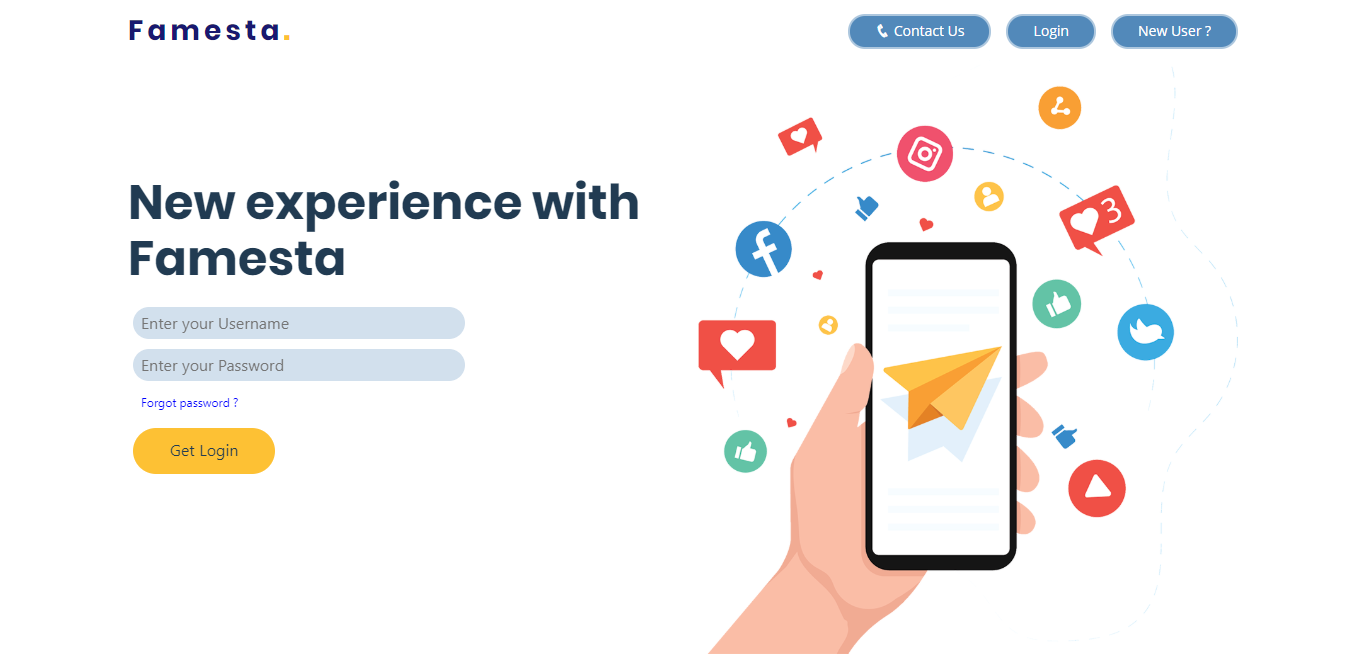 Famesta.
Contact Us
Login
New User ?
New experience with
Famesta
Enter your Username
Enter your Password
Forgot password ?
Get Login
3